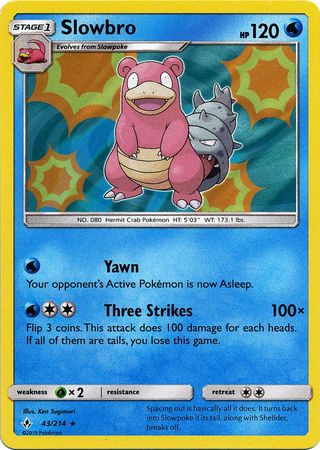 STAGE 1 Slowbro HP 120
Evolves from Slowpoke
NO. 080 Hermit Crab Pokémon HT: 5'03" WT: 173.1 lbs.
Yawn
Your opponent's Active Pokémon is now Asleep.
Three Strikes 100×
Flip 3 coins. This attack does 100 damage for each heads.
If all of them are tails, you lose this game.
weakness × 2 resistance retreat
Illus. Ken Sugimori
43/214 ★
©2019 Pokémon
Spacing out is basically all it does. It turns back
into Slowpoke if its tail, along with Shellder,
breaks off.